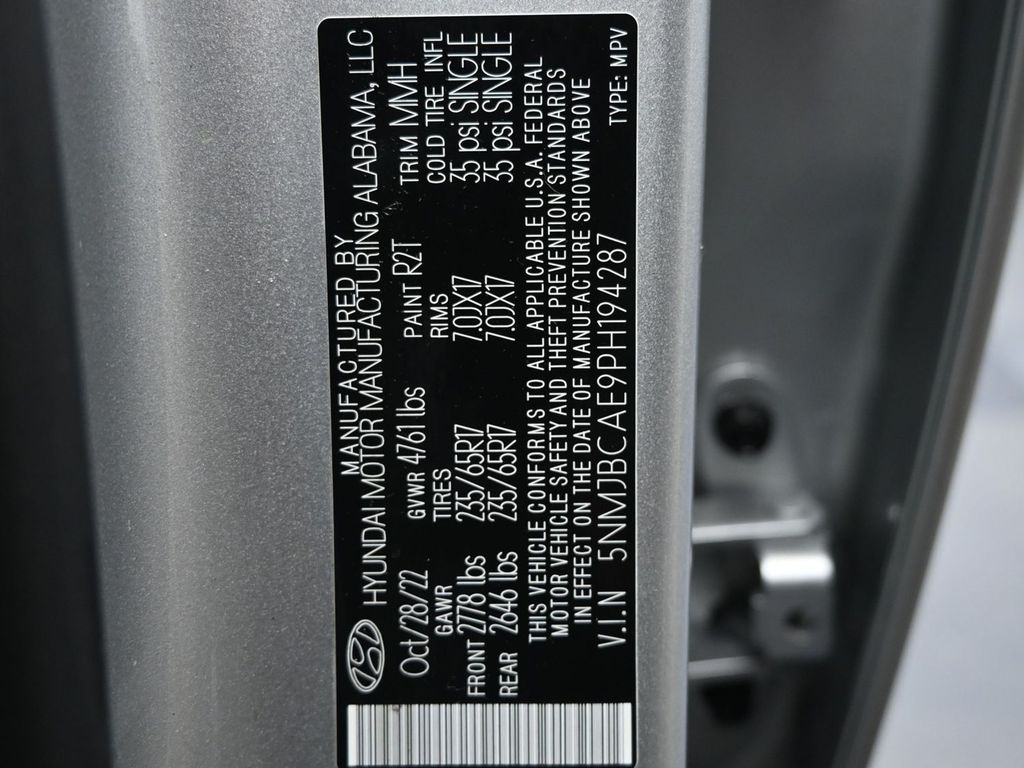 MANUFACTURED BY
HYUNDAI MOTOR MANUFACTURING ALABAMA, LLC
Oct/28/22 GVWR 4761 lbs PAINT R2T TRIM MMH
GAWR TIRES RIMS COLD TIRE INFL
FRONT 2778 lbs 235/65R17 7.0JX17 35 psi SINGLE
REAR 2646 lbs 235/65R17 7.0JX17 35 psi SINGLE
THIS VEHICLE CONFORMS TO ALL APPLICABLE U.S.A. FEDERAL
MOTOR VEHICLE SAFETY AND THEFT PREVENTION STANDARDS
IN EFFECT ON THE DATE OF MANUFACTURE SHOWN ABOVE
V.I.N 5NMJBCAE9PH194287 TYPE: MPV